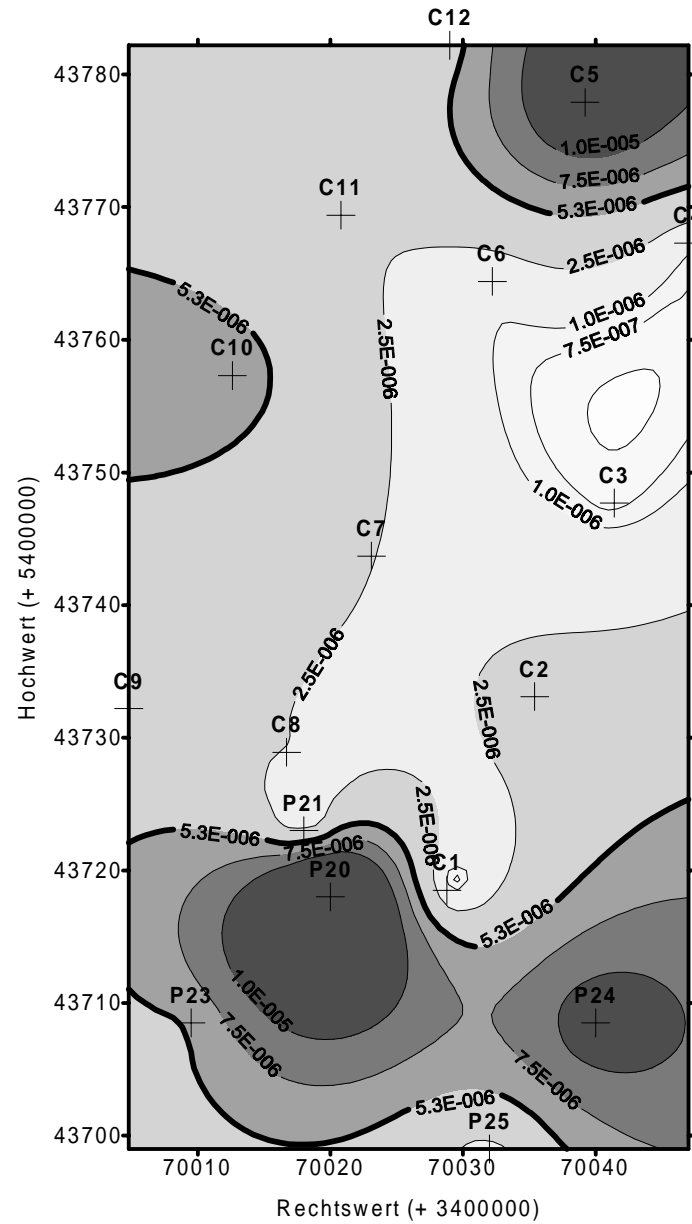 C12
43780
C5
1.0E-005
7.5E-006
5.3E-006
C11
43770
C
C6
2.5E-006
5.3E-006
1.0E-006
43760
7.5E-007
2.5E-006
C10
43750
C3
1.0E-006
C7
43740
2.5E-006
C9
C2
2.5E-006
43730
C8
P21
2.5E-006
5.3E-006
7.5E-006
43720
P20
C1
5.3E-006
1.0E-005
43710
P23
P24
7.5E-006
7.5E-006
5.3E-006
P25
43700
70010 70020 70030 70040
Hochwert (+ 5400000)
Rechtswert (+ 3400000)